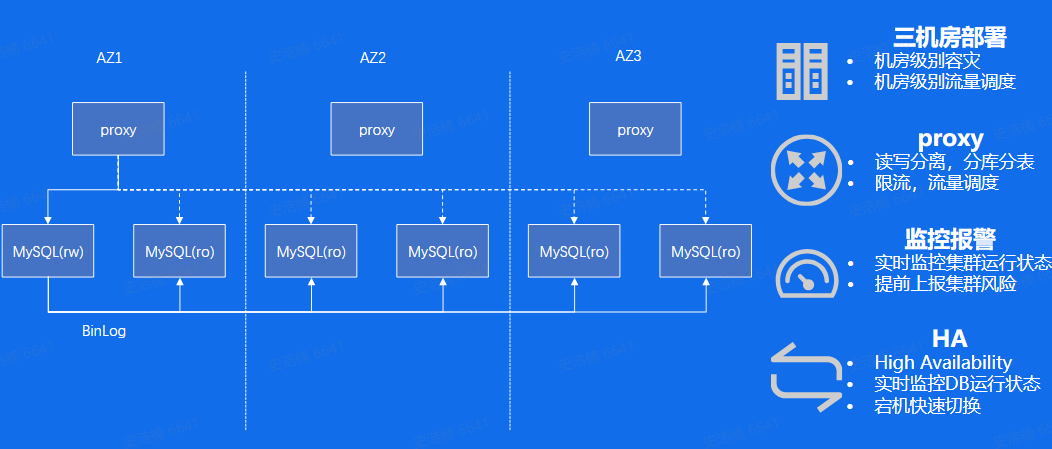 AZ1
AZ2
AZ3
proxy
proxy
proxy
MySQL(rw)
MySQL(ro)
MySQL(ro)
MySQL(ro)
MySQL(ro)
MySQL(ro)
BinLog
三机房部署
• 机房级别容灾
• 机房级别流量调度
proxy
• 读写分离，分库分表
• 限流，流量调度
监控报警
• 实时监控集群运行状态
• 提前上报集群风险
HA
• High Availability
• 实时监控DB运行状态
• 宕机快速切换